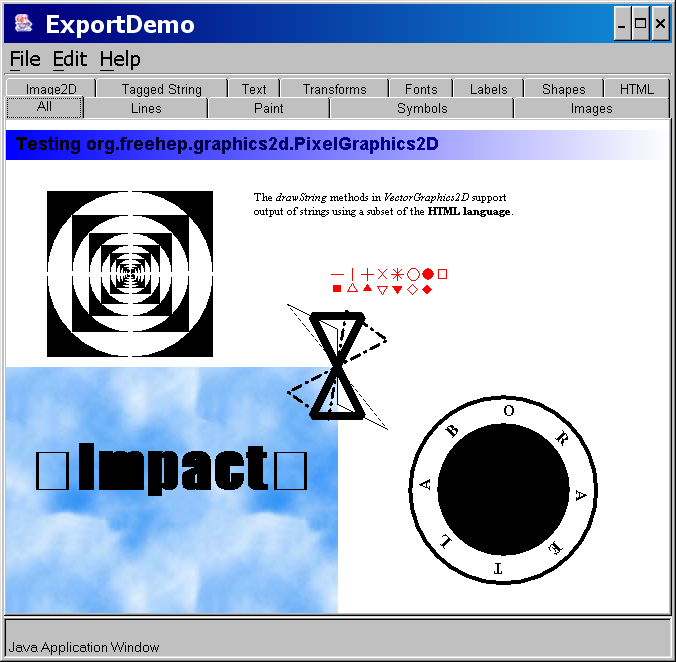 ExportDemo
File Edit Help
Image2D Tagged String Text Transforms Fonts Labels Shapes HTML
All Lines Paint Symbols Images
Testing org.freehep.graphics2d.PixelGraphics2D
The drawString methods in VectorGraphics2D support
output of strings using a subset of the HTML language.
Impact
L A B O R A E T
Java Application Window